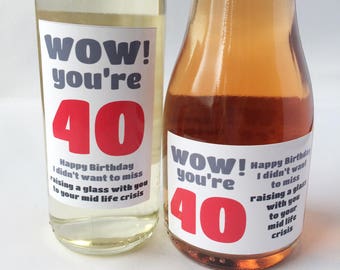 WOW!
you're
40
Happy Birthday
I didn't want to miss
raising a glass with you
to your mid life
crisis
WOW!
you're
40
Happy Birthday
I didn't want
to miss
raising a glass
with you
to your
mid life
crisis